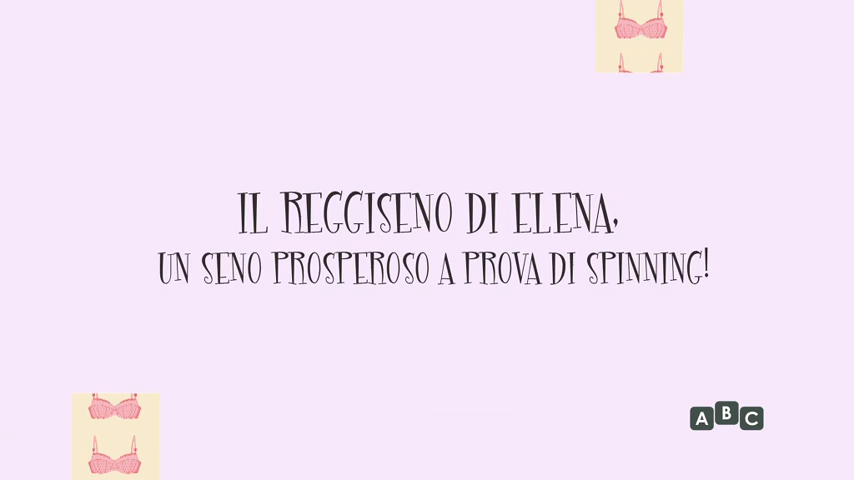 IL REGGISENO DI ELENA,
UN SENO PROSPEROSO A PROVA DI SPINNING!
ABC